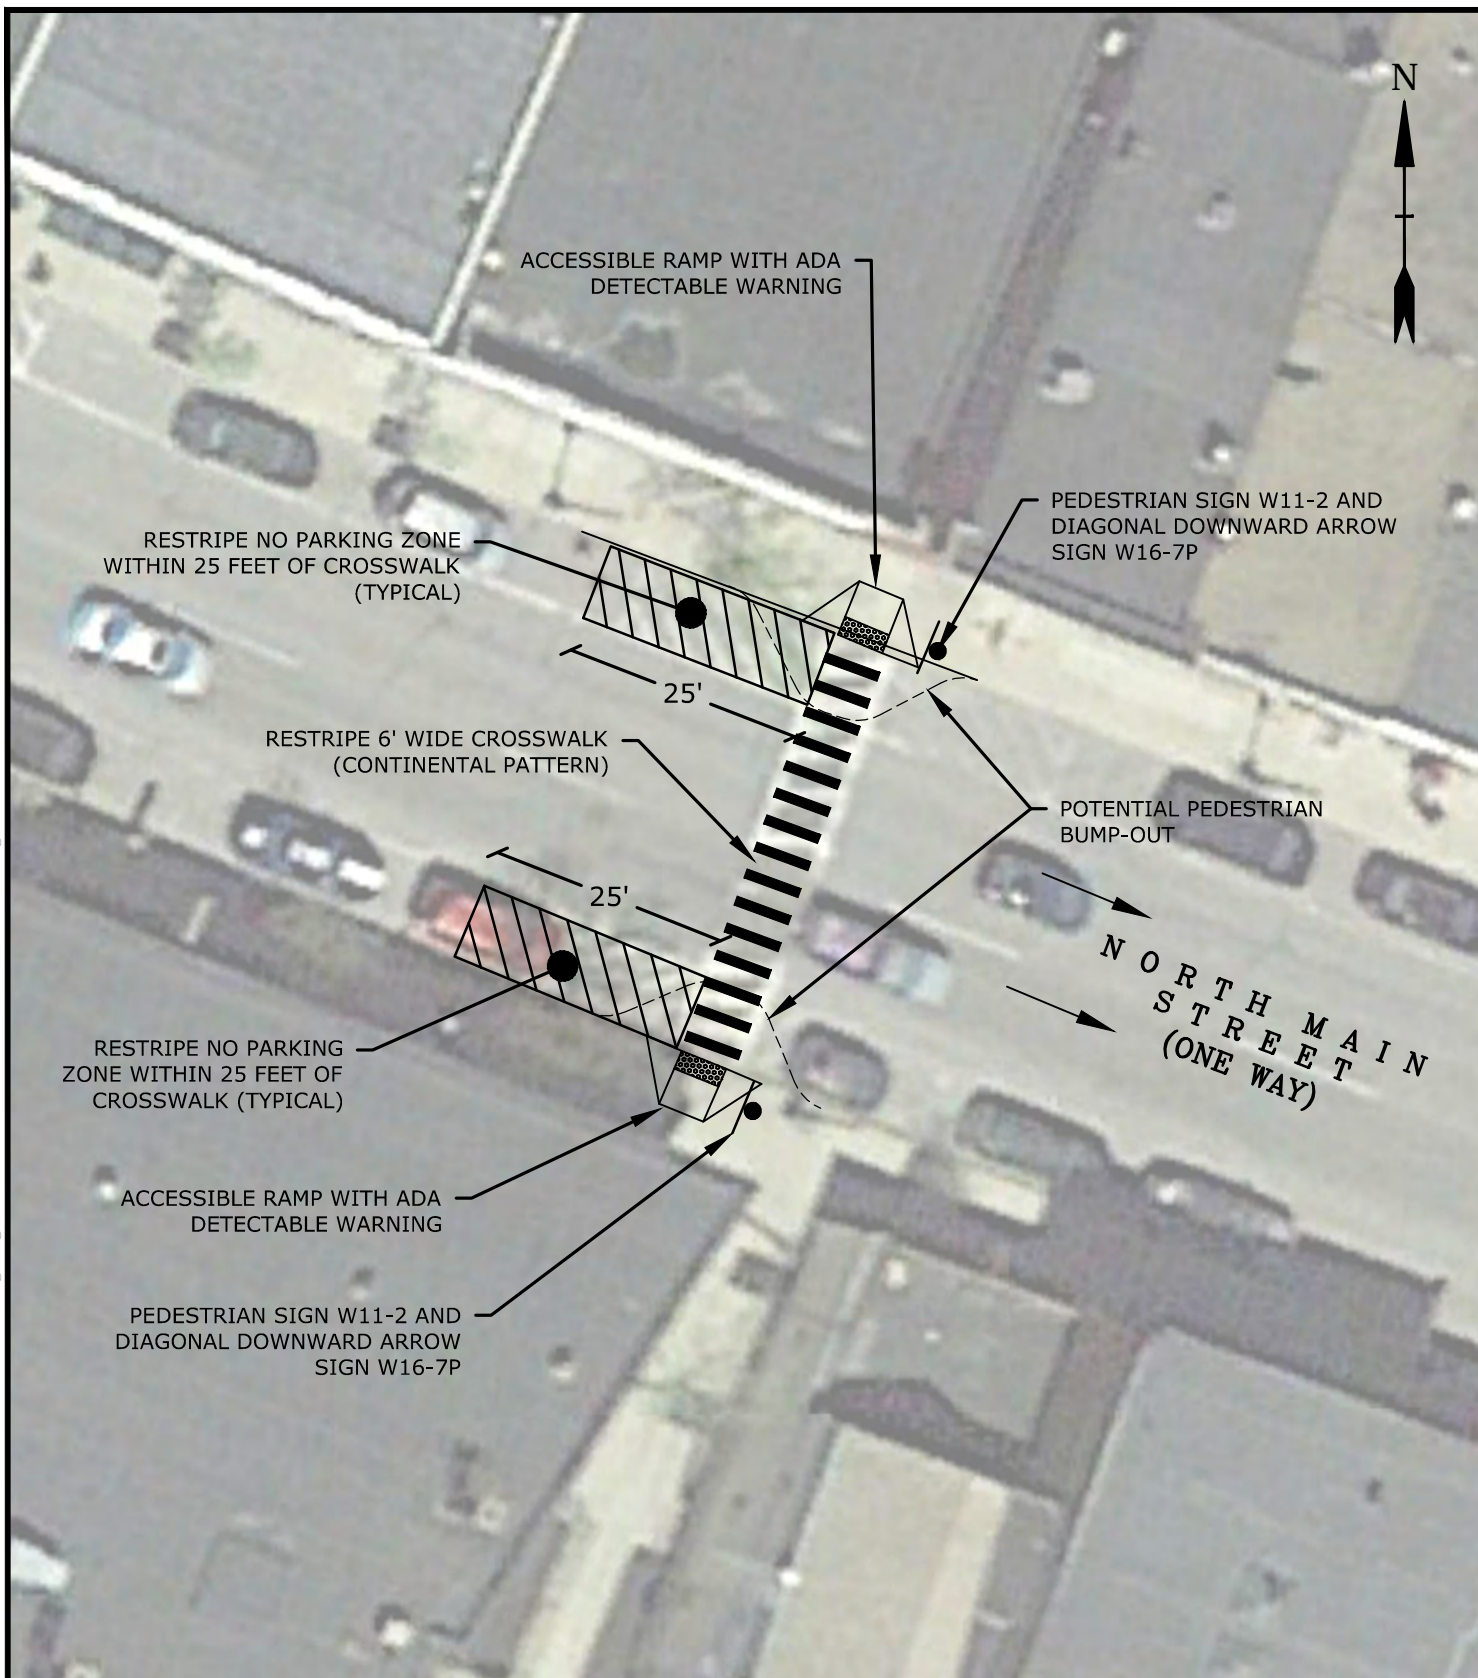 N
ACCESSIBLE RAMP WITH ADA
DETECTABLE WARNING
PEDESTRIAN SIGN W11-2 AND
DIAGONAL DOWNWARD ARROW
SIGN W16-7P
RESTRIPE NO PARKING ZONE
WITHIN 25 FEET OF CROSSWALK
(TYPICAL)
25'
RESTRIPE 6' WIDE CROSSWALK
(CONTINENTAL PATTERN)
POTENTIAL PEDESTRIAN
BUMP-OUT
25'
NORTH MAIN
STREET
(ONE WAY)
RESTRIPE NO PARKING
ZONE WITHIN 25 FEET OF
CROSSWALK (TYPICAL)
ACCESSIBLE RAMP WITH ADA
DETECTABLE WARNING
PEDESTRIAN SIGN W11-2 AND
DIAGONAL DOWNWARD ARROW
SIGN W16-7P